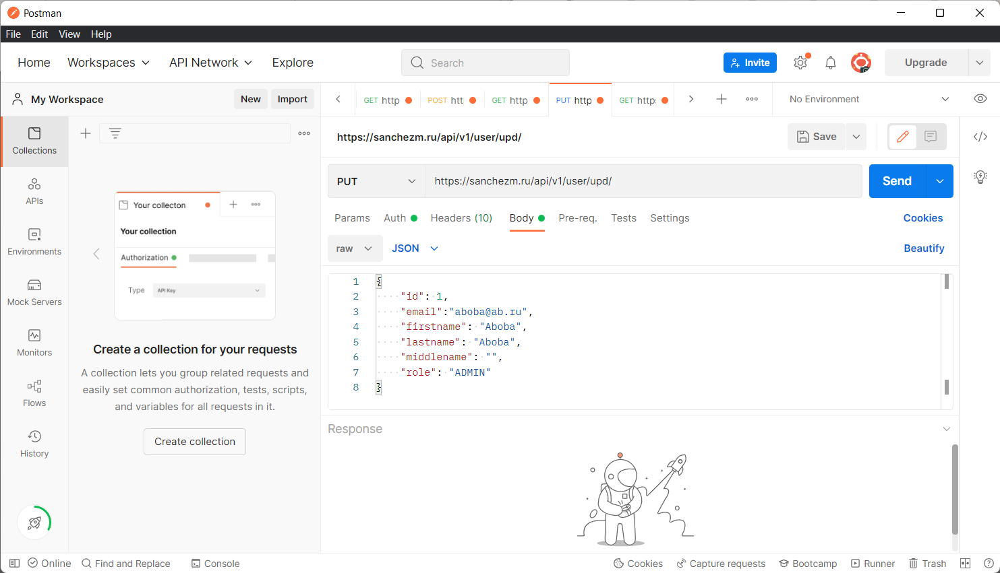 Postman
File Edit View Help
Home Workspaces API Network Explore Search Invite Upgrade
My Workspace New Import
GET http POST htt GET http PUT http GET http: No Environment
Collections
APIs
Environments
Mock Servers
Monitors
Flows
History
Your collecton
Your collection
Authorization
Type API Key
Create a collection for your requests
A collection lets you group related requests and
easily set common authorization, tests, scripts,
and variables for all requests in it.
Create collection
https://sanchezm.ru/api/v1/user/upd/ Save
PUT https://sanchezm.ru/api/v1/user/upd/ Send
Params Auth Headers (10) Body Pre-req. Tests Settings Cookies
raw JSON Beautify
1 {
2 "id": 1,
3 "email":"aboba@ab.ru",
4 "firstname": "Aboba",
5 "lastname": "Aboba",
6 "middlename": "",
7 "role": "ADMIN"
8 }
Response
Online Find and Replace Console Cookies Capture requests Bootcamp Runner Trash